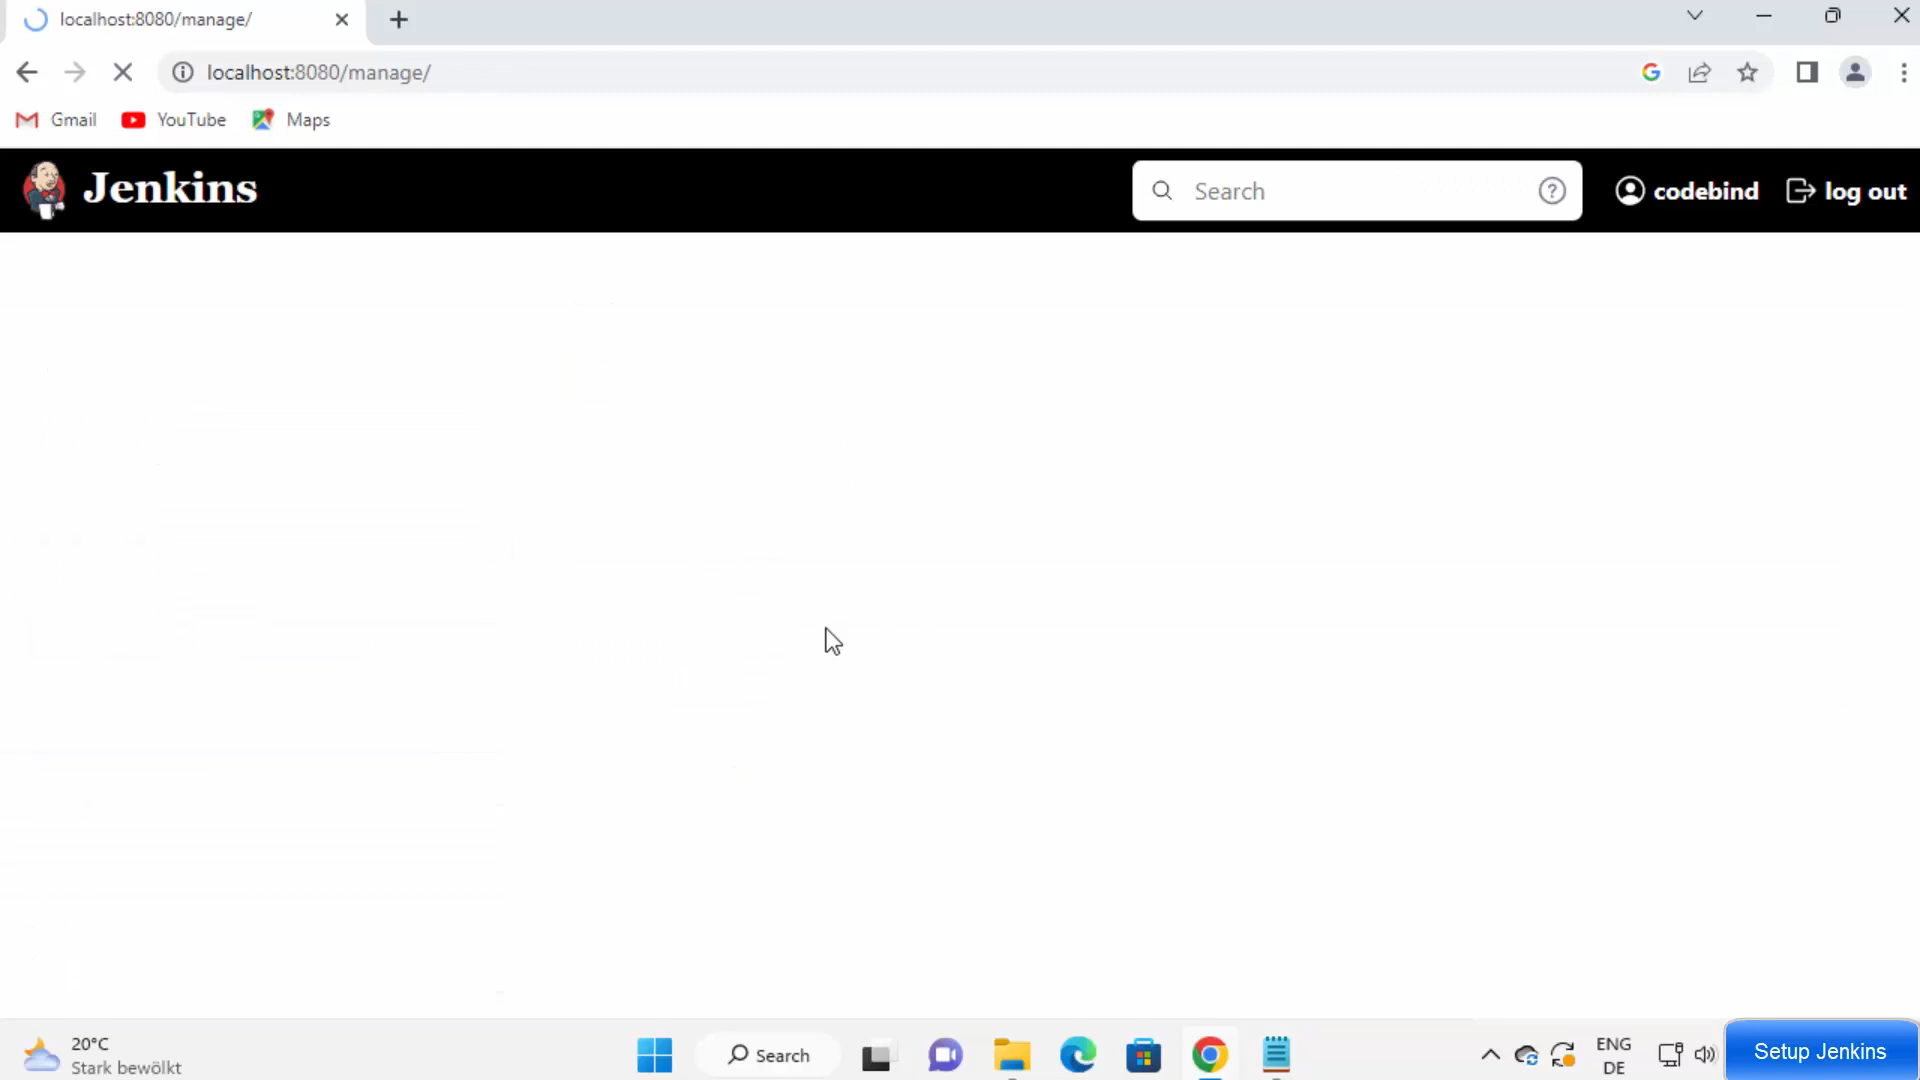 localhost:8080/manage/
localhost:8080/manage/
Gmail YouTube Maps
Jenkins Search codebind log out
20°C
Stark bewölkt
Search
ENG
DE
Setup Jenkins